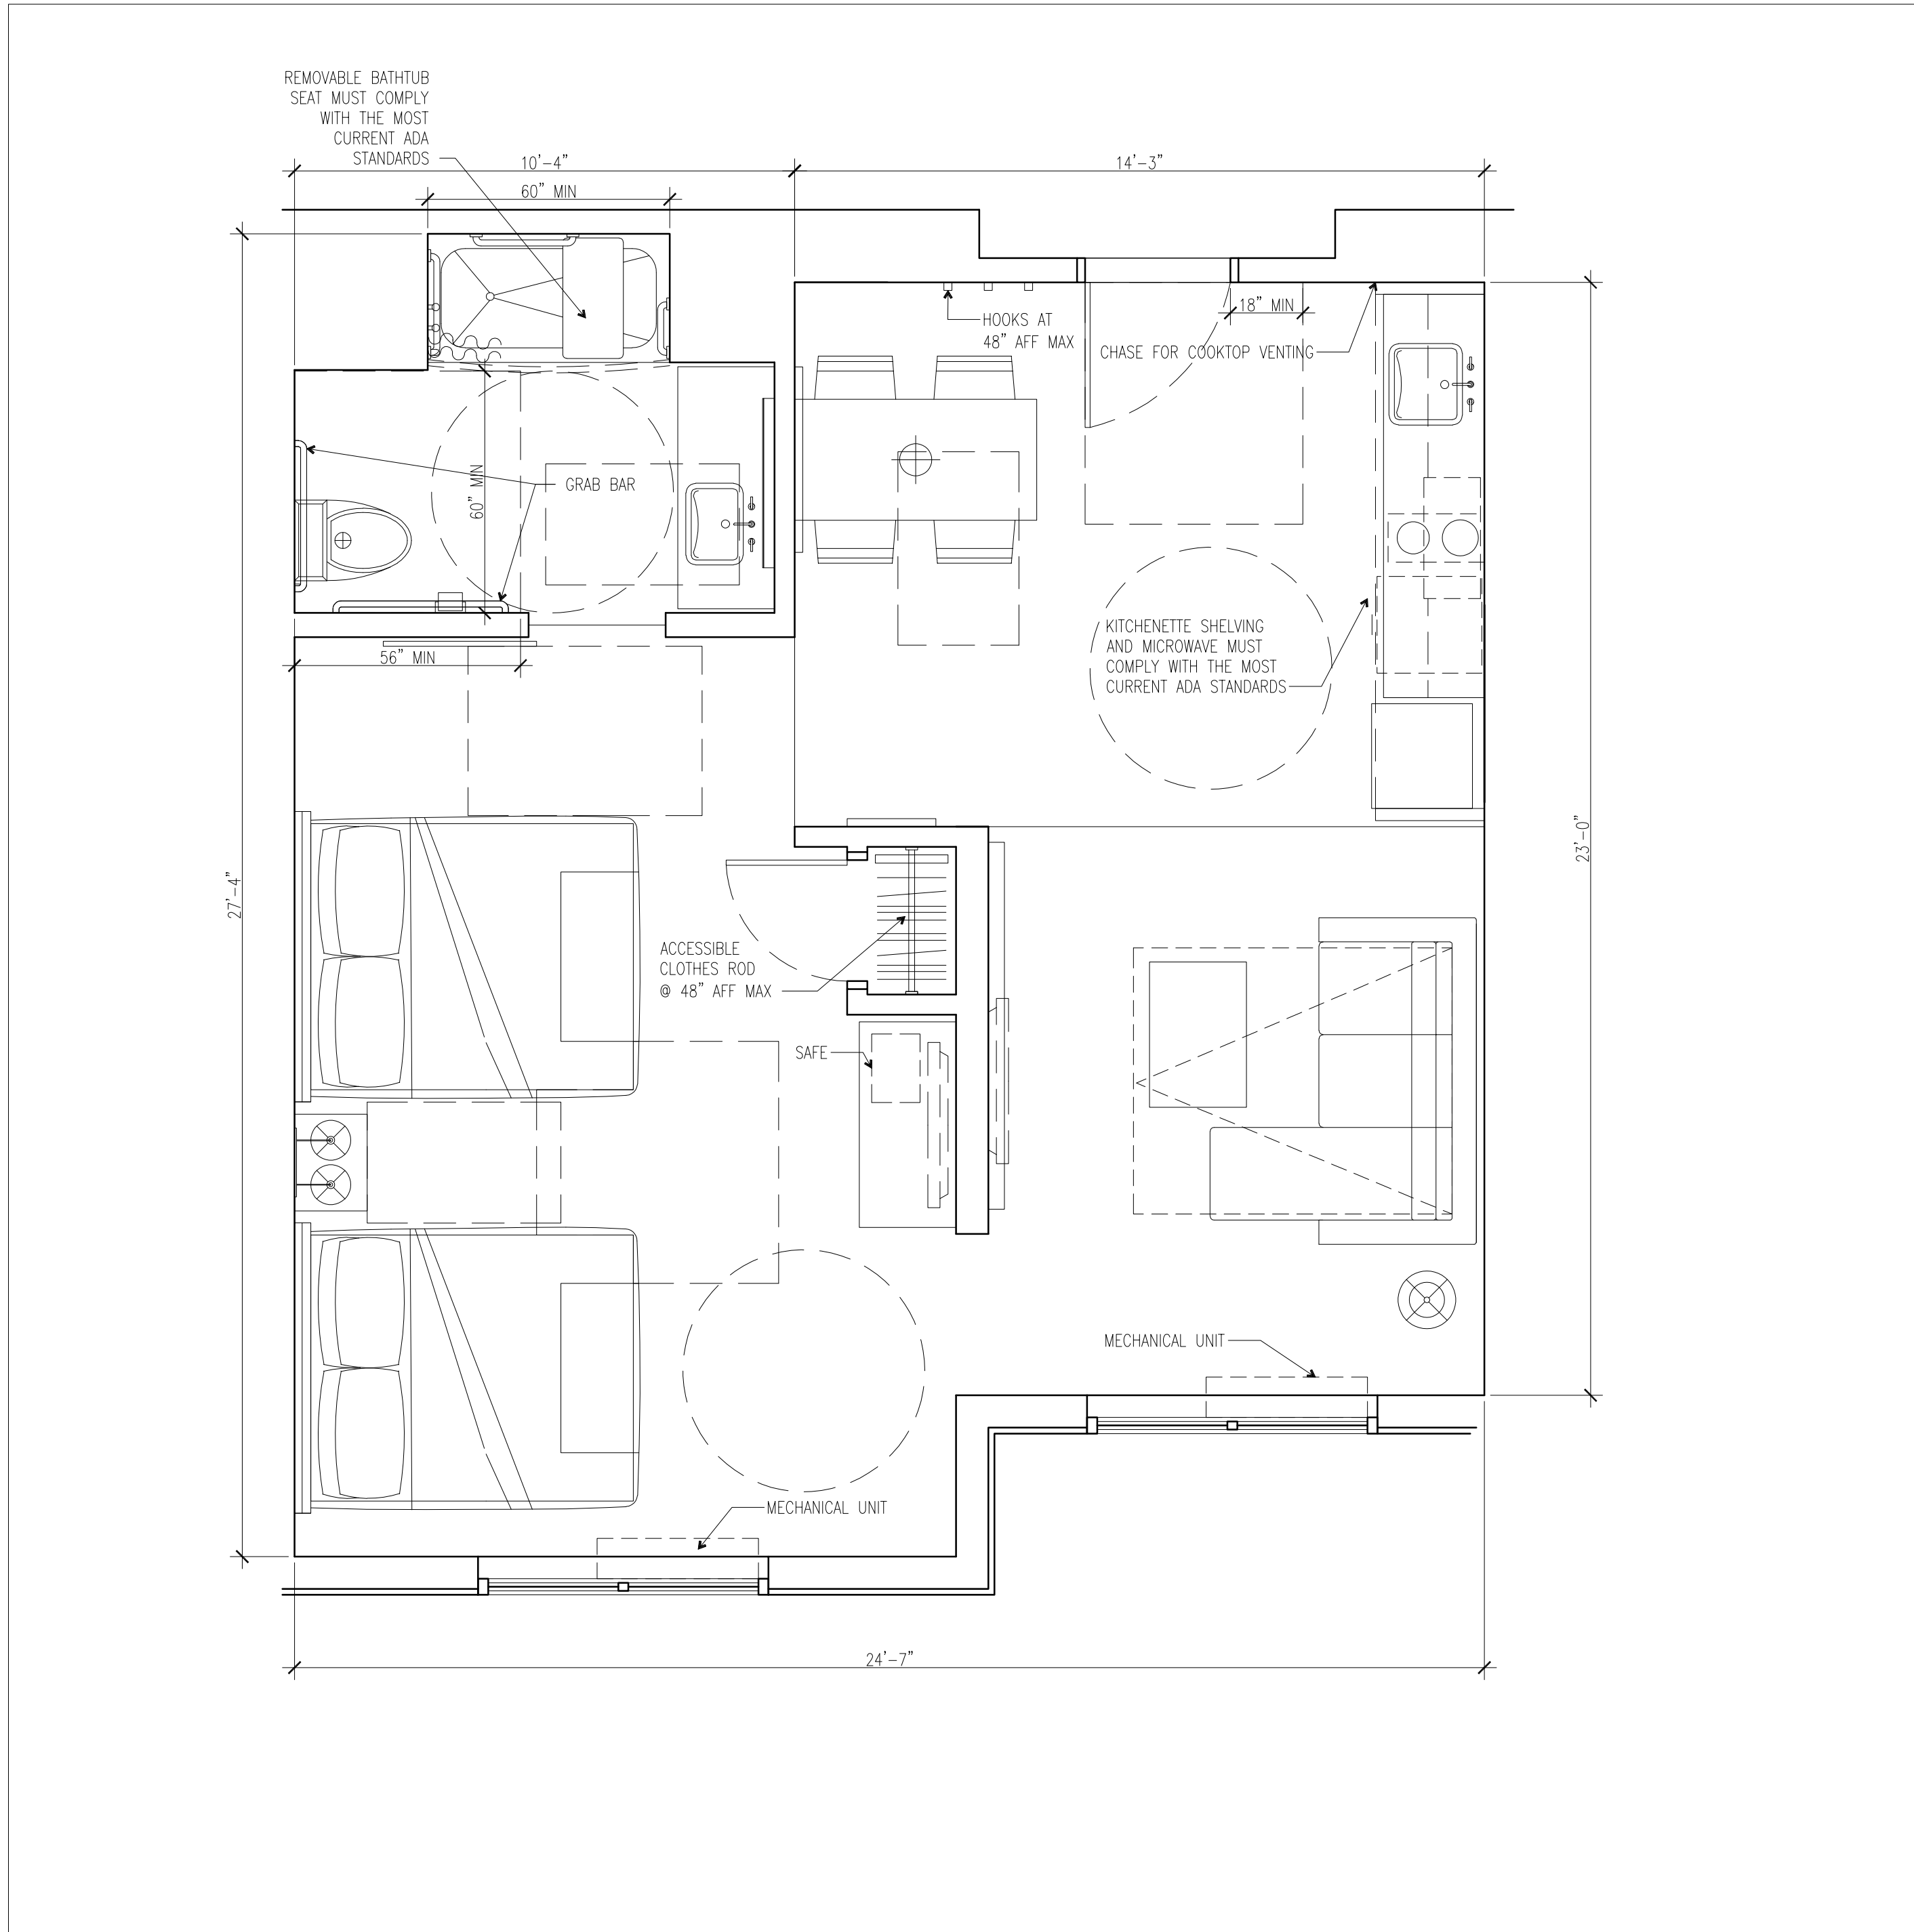 REMOVABLE BATHTUB
SEAT MUST COMPLY
WITH THE MOST
CURRENT ADA
STANDARDS
10'-4"
14'-3"
60" MIN
18" MIN
HOOKS AT
48" AFF MAX
CHASE FOR COOKTOP VENTING
GRAB BAR
60" MIN
56" MIN
KITCHENETTE SHELVING
AND MICROWAVE MUST
COMPLY WITH THE MOST
CURRENT ADA STANDARDS
27'-4"
23'-0"
ACCESSIBLE
CLOTHES ROD
@ 48" AFF MAX
SAFE
MECHANICAL UNIT
MECHANICAL UNIT
24'-7"